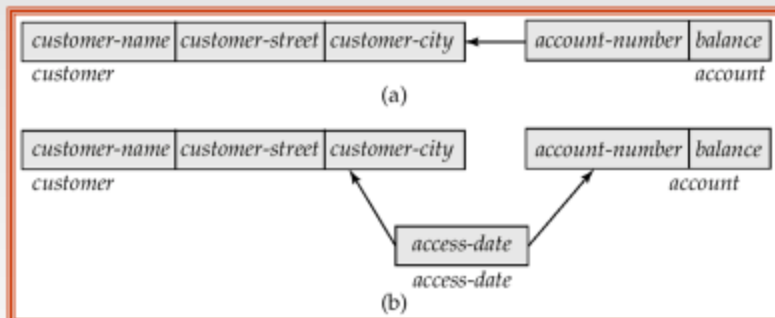 customer-name customer-street customer-city account-number balance
customer account
(a)
customer-name customer-street customer-city account-number balance
customer account
access-date
access-date
(b)